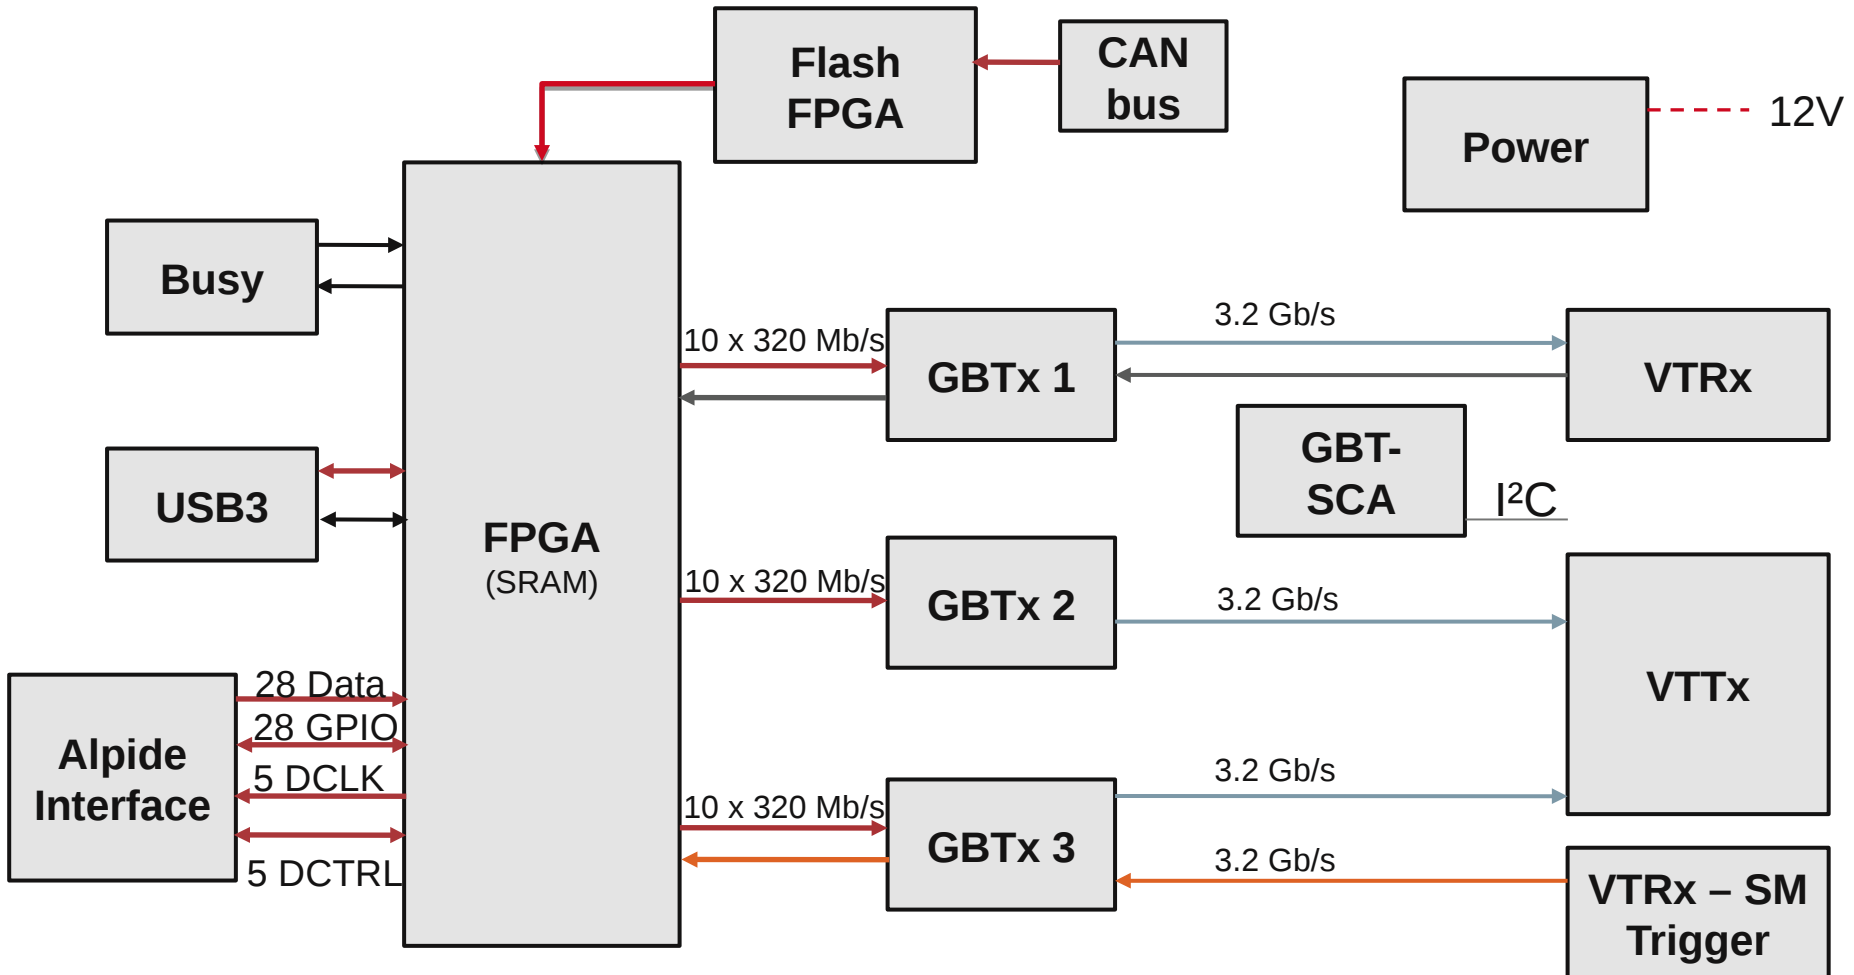 Flash
FPGA
CAN
bus
Power
12V
Busy
10 x 320 Mb/s
GBTx 1
3.2 Gb/s
VTRx
GBT-
SCA
I²C
USB3
FPGA
(SRAM)
10 x 320 Mb/s
GBTx 2
3.2 Gb/s
VTTx
Alpide
Interface
28 Data
28 GPIO
5 DCLK
5 DCTRL
10 x 320 Mb/s
GBTx 3
3.2 Gb/s
3.2 Gb/s
VTRx – SM
Trigger